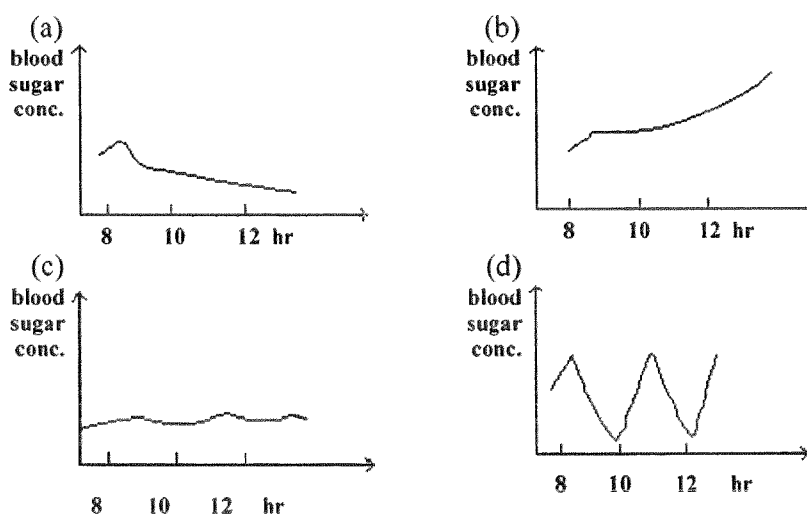 (a)
blood
sugar
conc.
8 10 12 hr
(b)
blood
sugar
conc.
8 10 12 hr
(c)
blood
sugar
conc.
8 10 12 hr
(d)
blood
sugar
conc.
8 10 12 hr